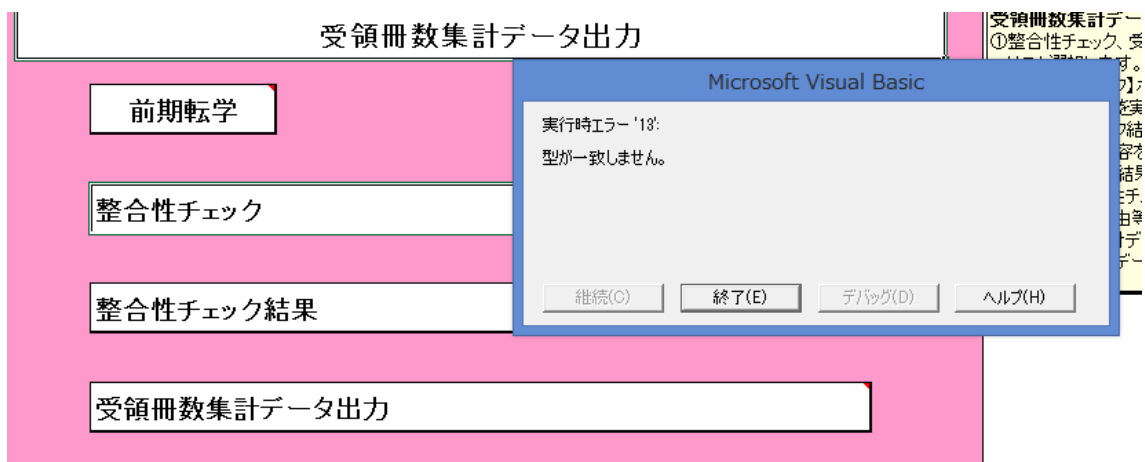 受領冊数集計データ出力
受領冊数集計デー
①整合性チェック、受
前期転学
Microsoft Visual Basic
実行時エラー '13':
型が一致しません。
整合性チェック
継続(C)
終了(E)
デバッグ(D)
ヘルプ(H)
整合性チェック結果
受領冊数集計データ出力